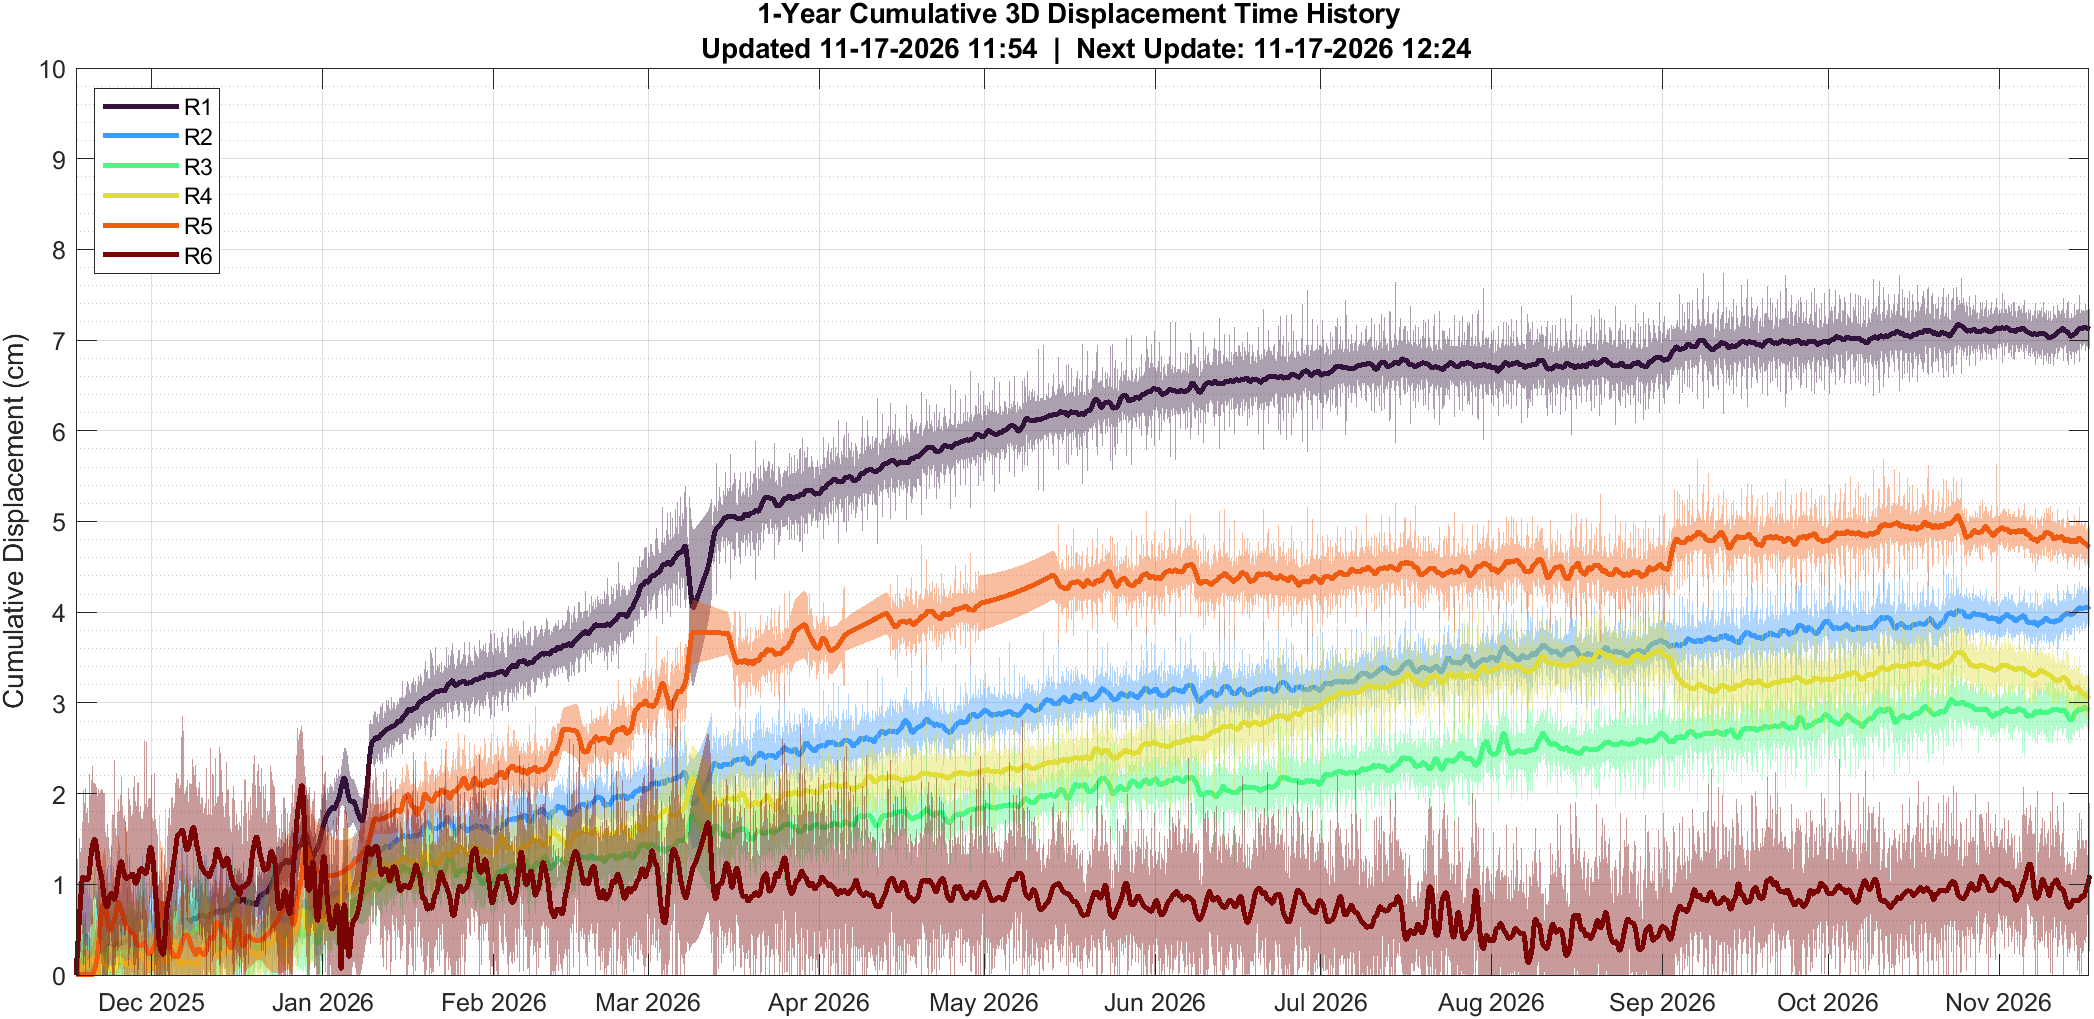 1-Year Cumulative 3D Displacement Time History
Updated 11-17-2026 11:54 | Next Update: 11-17-2026 12:24
Cumulative Displacement (cm)
10
9
8
7
6
5
4
3
2
1
0
R1
R2
R3
R4
R5
R6
Dec 2025
Jan 2026
Feb 2026
Mar 2026
Apr 2026
May 2026
Jun 2026
Jul 2026
Aug 2026
Sep 2026
Oct 2026
Nov 2026